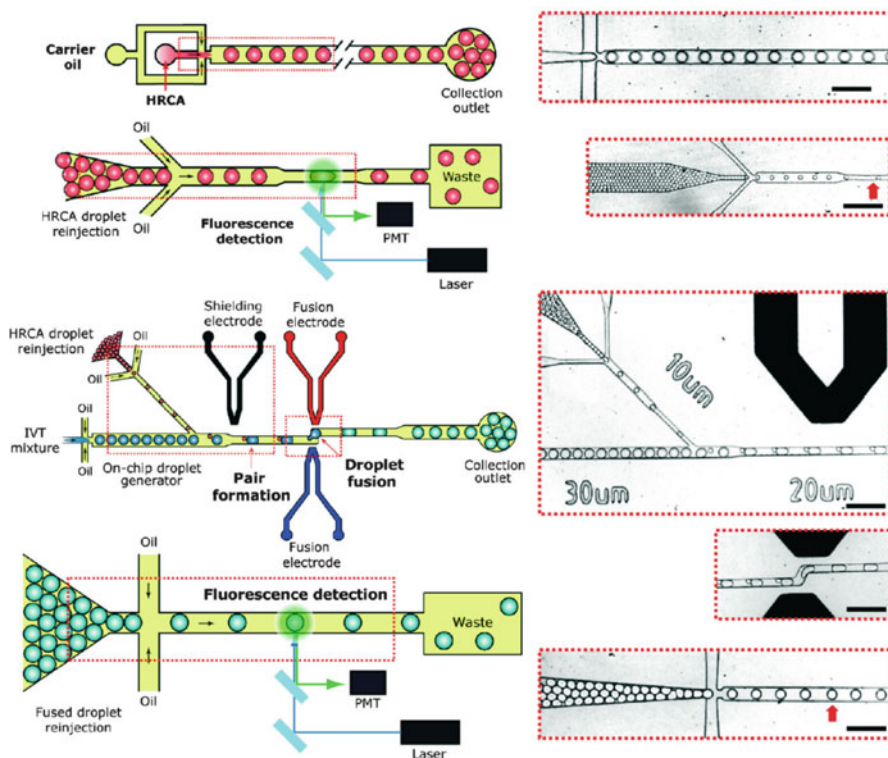 Carrier
oil
HRCA
Collection
outlet
Oil
HRCA droplet
reinjection
Oil
Fluorescence
detection
PMT
Laser
Waste
Shielding
electrode
Fusion
electrode
HRCA droplet
reinjection
Oil
Oil
Oil
IVT
mixture
Oil
On-chip droplet
generator
Pair
formation
Droplet
fusion
Collection
outlet
Fusion
electrode
10um
30um
20um
Oil
Fluorescence detection
Waste
PMT
Laser
Fused droplet
reinjection
Oil